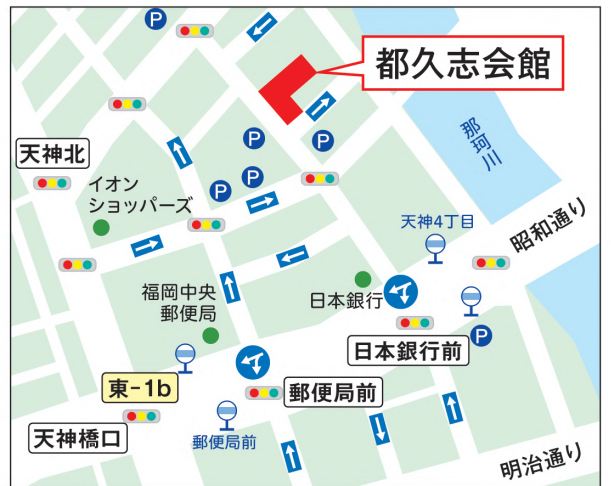 P
都久志会館
P
P
天神北
P
P
イオン
ショッパーズ
那珂川
天神4丁目
昭和通り
福岡中央
郵便局
日本銀行
日本銀行前
P
東-1b
郵便局前
天神橋口
郵便局前
明治通り